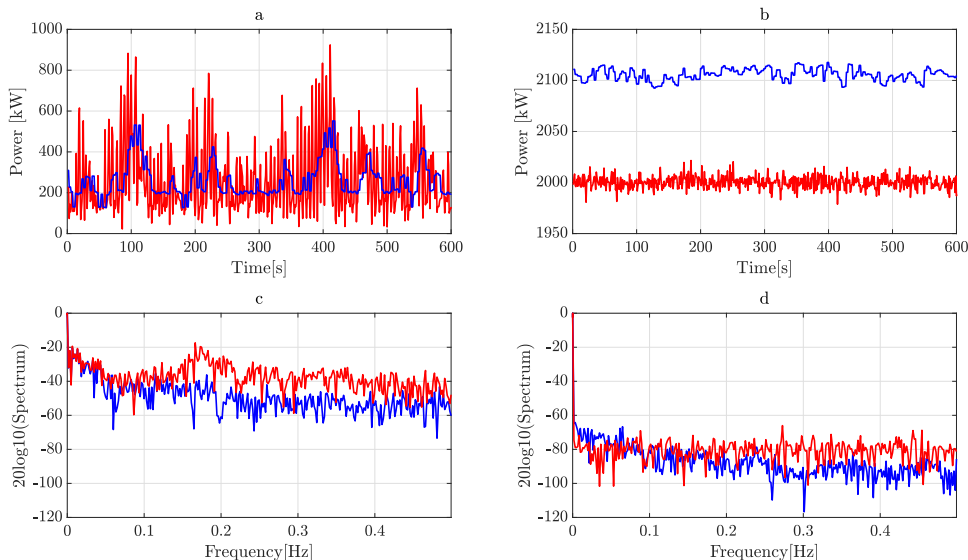 a
Power [kW]
1000
800
600
400
200
0
0 100 200 300 400 500 600
Time[s]
b
Power [kW]
2150
2100
2050
2000
1950
0 100 200 300 400 500 600
Time[s]
c
20log10(Spectrum)
0
-20
-40
-60
-80
-100
-120
0 0.1 0.2 0.3 0.4
Frequency[Hz]
d
20log10(Spectrum)
0
-20
-40
-60
-80
-100
-120
0 0.1 0.2 0.3 0.4
Frequency[Hz]